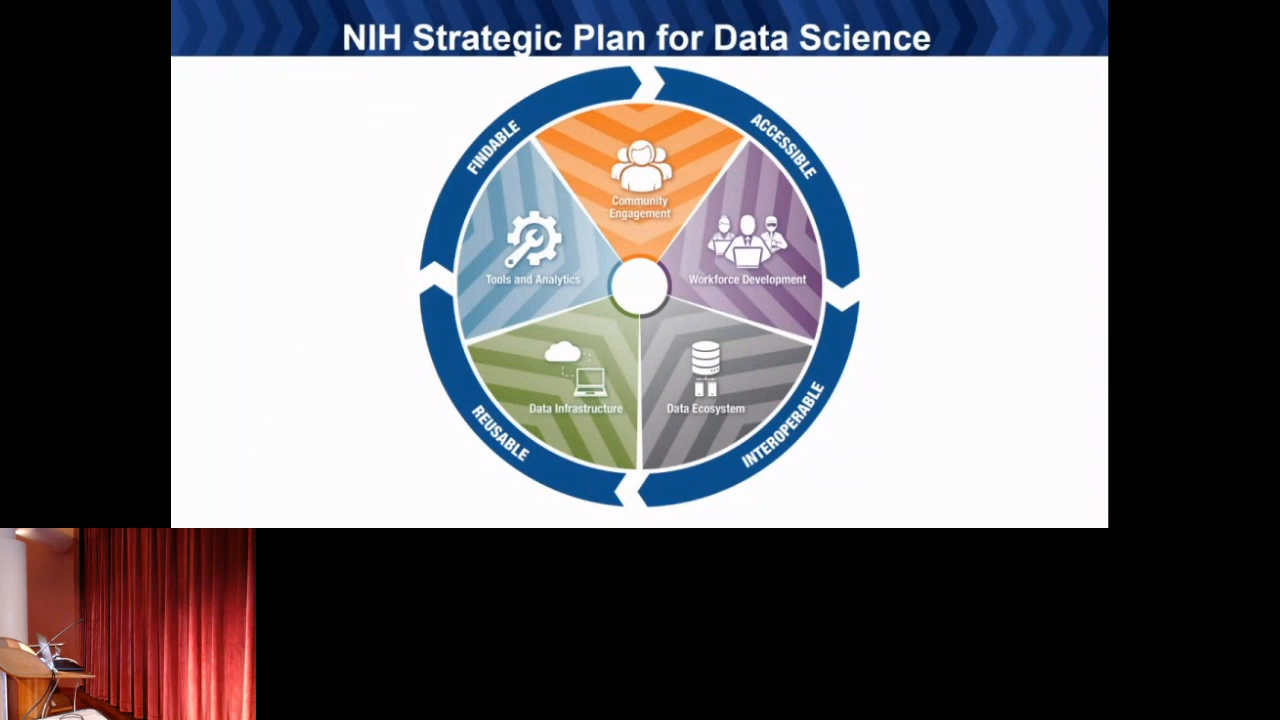 NIH Strategic Plan for Data Science
FINDABLE
ACCESSIBLE
Community
Engagement
Tools and Analytics
Workforce Development
Data Infrastructure
Data Ecosystem
REUSABLE
INTEROPERABLE